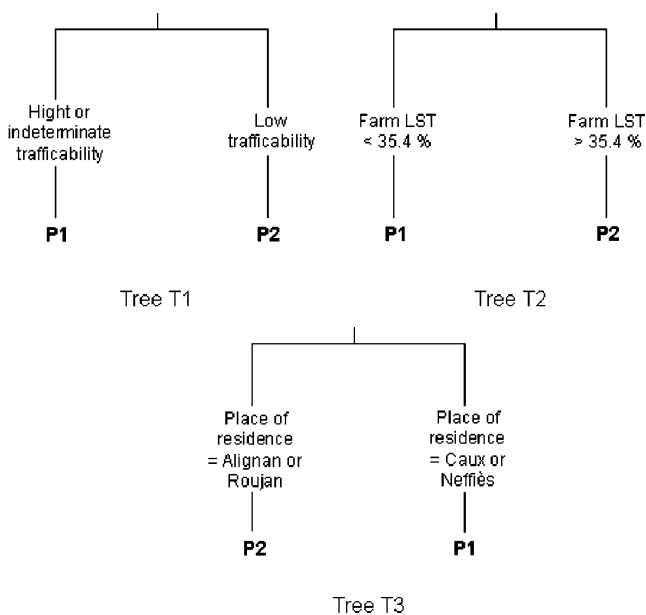 Hight or
indeterminate
trafficability
P1
Low
trafficability
P2
Tree T1
Farm LST
< 35.4 %
P1
Farm LST
> 35.4 %
P2
Tree T2
Place of
residence
= Alignan or
Roujan
P2
Place of
residence
= Caux or
Neffiès
P1
Tree T3